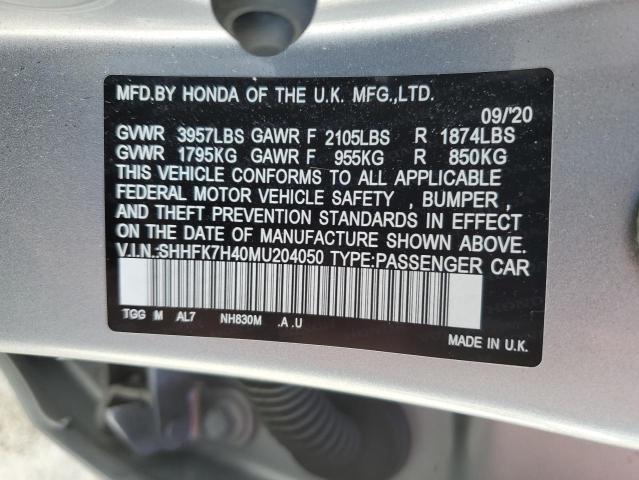 MFD.BY HONDA OF THE U.K. MFG.,LTD.
09/'20
GVWR 3957LBS GAWR F 2105LBS R 1874LBS
GVWR 1795KG GAWR F 955KG R 850KG
THIS VEHICLE CONFORMS TO ALL APPLICABLE
FEDERAL MOTOR VEHICLE SAFETY , BUMPER ,
AND THEFT PREVENTION STANDARDS IN EFFECT
ON THE DATE OF MANUFACTURE SHOWN ABOVE.
V.I.N.:SHHFK7H40MU204050 TYPE:PASSENGER CAR
TGG M AL7 NH830M .A .U
MADE IN U.K.